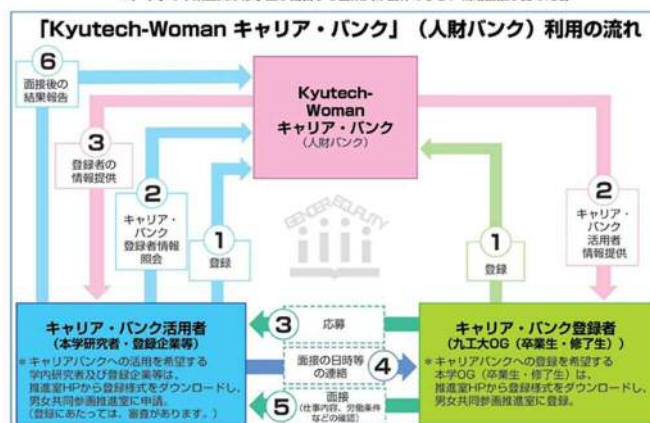 「Kyutech-Woman キャリア・バンク」（人財バンク）利用の流れ
6
面接後の
結果報告
3
登録者の
情報提供
2
キャリア・
バンク
登録者情報
照会
1
登録
Kyutech-
Woman
キャリア・バンク
（人財バンク）
GENDER EQUALITY
1
登録
2
キャリア・
バンク
活用者
情報提供
キャリア・バンク活用者
（本学研究者・登録企業等）
＊キャリアバンクへの活用を希望する
学内研究者及び登録企業等は、
推進室HPから登録様式をダウンロードし、
男女共同参画推進室に申請。
（登録にあたっては、審査があります。）
3 応募
面接の日時等
の連絡 4
5 面接
（仕事内容、労働条件
などの確認）
キャリア・バンク登録者
（九工大OG（卒業生・修了生））
＊キャリアバンクへの登録を希望する
本学OG（卒業生・修了生）は、
推進室HPから登録様式をダウンロードし、
男女共同参画推進室に登録。